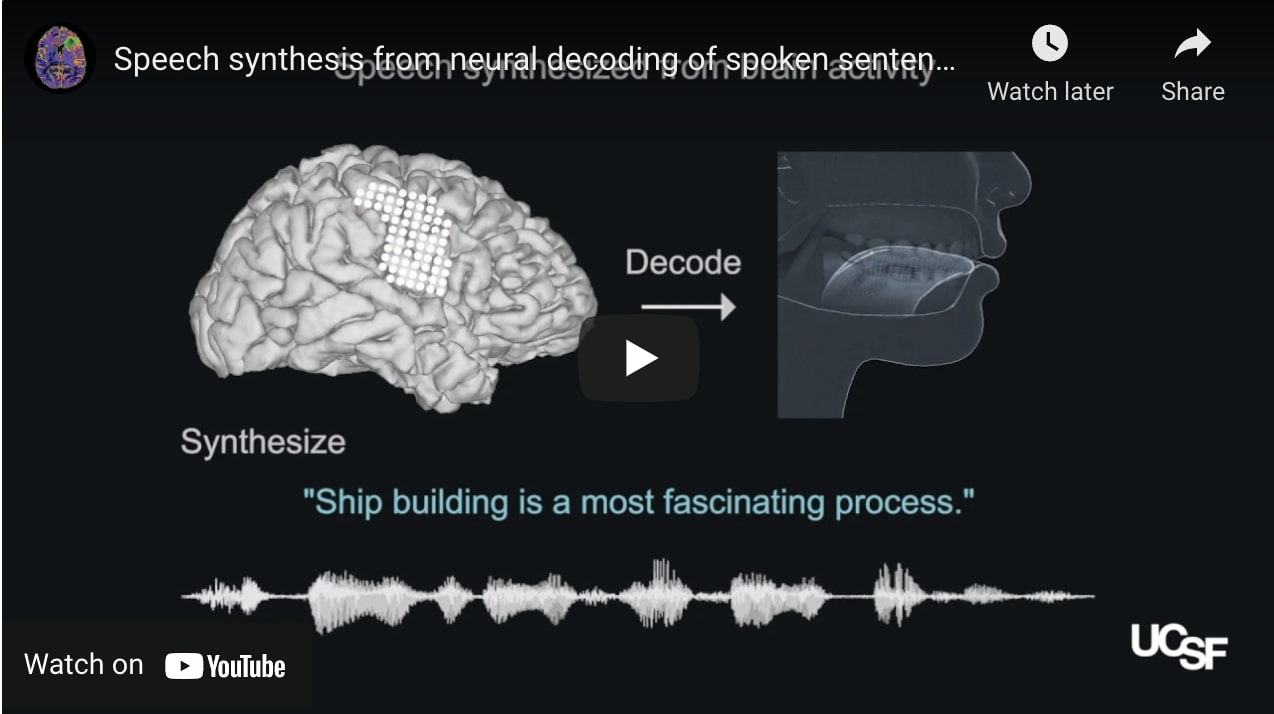 Speech synthesis from neural decoding of spoken senten...
Speech synthesized from brain activity
Watch later
Share
Decode
Synthesize
"Ship building is a most fascinating process."
Watch on YouTube
UCSF